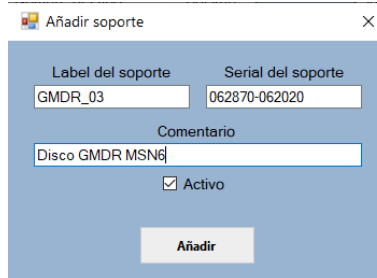 Añadir soporte
Label del soporte Serial del soporte
GMDR_03 062870-062020
Comentario
Disco GMDR MSN6
Activo
Añadir